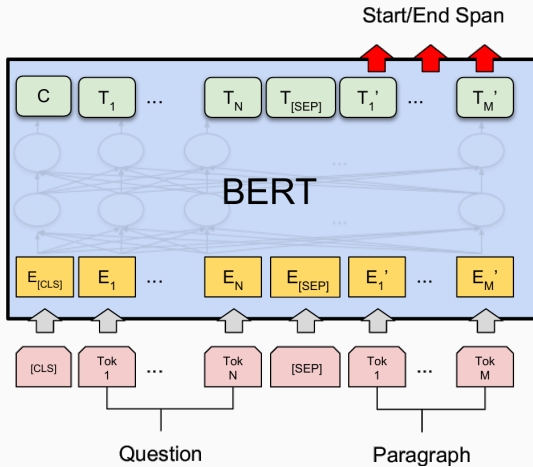 Start/End Span
C T1 ... TN T[SEP] T1' ... TM'
BERT
E[CLS] E1 ... EN E[SEP] E1' ... EM'
[CLS] Tok 1 ... Tok N [SEP] Tok 1 ... Tok M
Question Paragraph